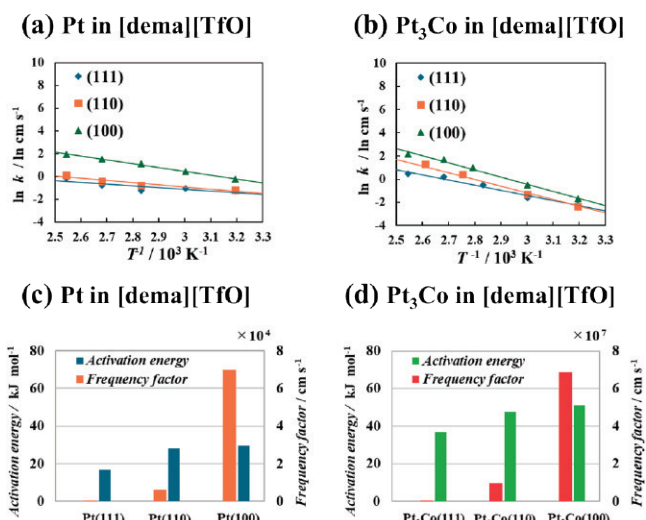 (a) Pt in [dema][TfO]
(b) Pt₃Co in [dema][TfO]
ln k / ln cm s⁻¹
10
8
6
4
2
0
-2
-4
(111)
(110)
(100)
2.5 2.6 2.7 2.8 2.9 3.0 3.1 3.2 3.3
T⁻¹ / 10³ K⁻¹
ln k / ln cm s⁻¹
10
8
6
4
2
0
-2
-4
(111)
(110)
(100)
2.5 2.6 2.7 2.8 2.9 3.0 3.1 3.2 3.3
T⁻¹ / 10³ K⁻¹
(c) Pt in [dema][TfO]
(d) Pt₃Co in [dema][TfO]
×10⁴
Activation energy / kJ mol⁻¹
80
60
40
20
0
Activation energy
Frequency factor
8
6
4
2
0
Frequency factor / cm s⁻¹
Pt(111) Pt(110) Pt(100)
×10⁷
Activation energy / kJ mol⁻¹
80
60
40
20
0
Activation energy
Frequency factor
8
6
4
2
0
Frequency factor / cm s⁻¹
Pt₃Co(111) Pt₃Co(110) Pt₃Co(100)